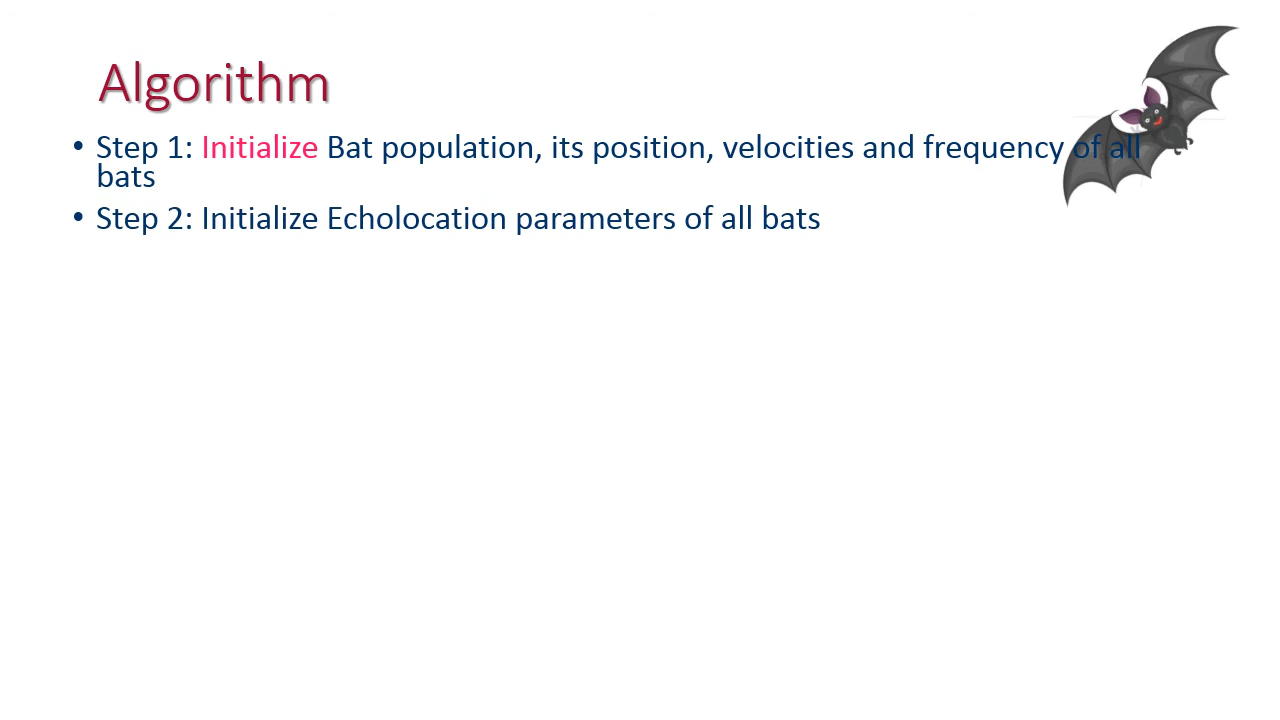 Algorithm
• Step 1: Initialize Bat population, its position, velocities and frequency of all
bats
• Step 2: Initialize Echolocation parameters of all bats